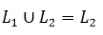 L₁ ∪ L₂ = L₂